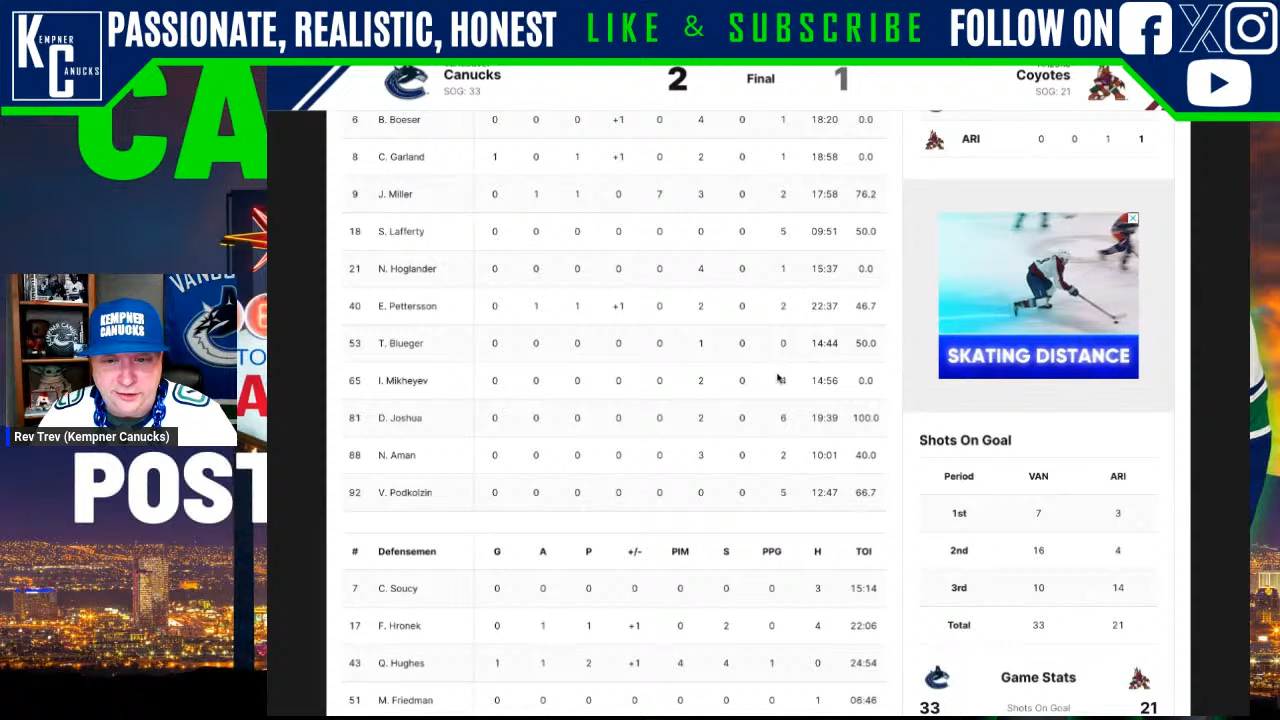 KEMPNER
CANUCKS
PASSIONATE, REALISTIC, HONEST
LIKE & SUBSCRIBE
FOLLOW ON
Canucks
SOG: 33
2
Final
1
Coyotes
SOG: 21
6 B. Boeser 0 0 0 +1 0 4 0 1 18:20 0.0
8 C. Garland 1 0 1 +1 0 2 0 1 18:58 0.0
9 J. Miller 0 1 1 0 7 3 0 2 17:58 76.2
18 S. Lafferty 0 0 0 0 0 0 0 5 09:51 50.0
21 N. Hoglander 0 0 0 0 0 4 0 1 15:37 0.0
40 E. Pettersson 0 1 1 +1 0 2 0 2 22:37 46.7
53 T. Blueger 0 0 0 0 0 1 0 0 14:44 50.0
65 I. Mikheyev 0 0 0 0 0 2 0 14:56 0.0
81 D. Joshua 0 0 0 0 0 2 0 6 19:39 100.0
88 N. Aman 0 0 0 0 0 3 0 2 10:01 40.0
92 V. Podkolzin 0 0 0 0 0 0 0 5 12:47 66.7
# Defensemen G A P +/- PIM S PPG H TOI
7 C. Soucy 0 0 0 0 0 0 0 3 15:14
17 F. Hronek 0 1 1 +1 0 2 0 4 22:06
43 Q. Hughes 1 1 2 +1 4 4 1 0 24:54
51 M. Friedman 0 0 0 0 0 0 0 1 06:46
ARI 0 0 1 1
SKATING DISTANCE
Shots On Goal
Period VAN ARI
1st 7 3
2nd 16 4
3rd 10 14
Total 33 21
Game Stats
33 Shots On Goal 21
CA
VANCO
KEMPNER
CANUCKS
TO
A
Rev Trev (Kempner Canucks)
POST